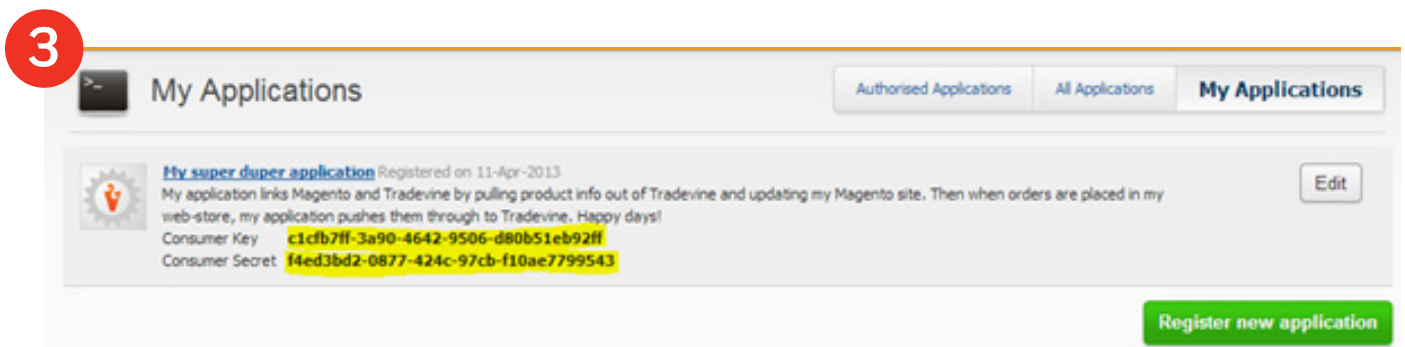 3
>_
My Applications
Authorised Applications
All Applications
My Applications
My super duper application Registered on 11-Apr-2013
My application links Magento and Tradevine by pulling product info out of Tradevine and updating my Magento site. Then when orders are placed in my
web-store, my application pushes them through to Tradevine. Happy days!
Consumer Key c1cfb7ff-3a90-4642-9506-d80b51eb92ff
Consumer Secret f4ed3bd2-0877-424c-97cb-f10ae7799543
Edit
Register new application